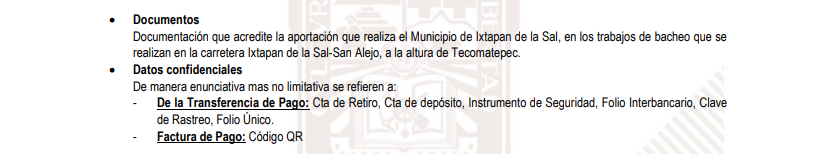 • Documentos
Documentación que acredite la aportación que realiza el Municipio de Ixtapan de la Sal, en los trabajos de bacheo que se
realizan en la carretera Ixtapan de la Sal-San Alejo, a la altura de Tecomatepec.
• Datos confidenciales
De manera enunciativa mas no limitativa se refieren a:
- De la Transferencia de Pago: Cta de Retiro, Cta de depósito, Instrumento de Seguridad, Folio Interbancario, Clave
de Rastreo, Folio Único.
- Factura de Pago: Código QR